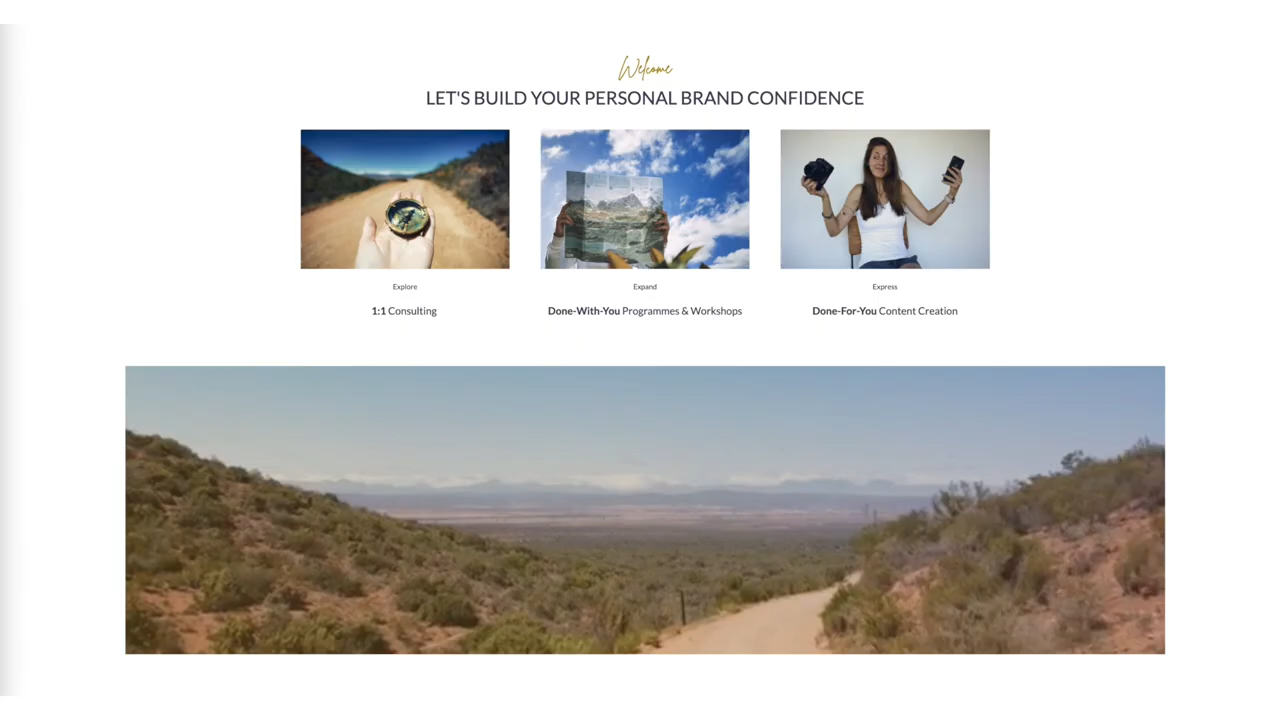 Welcome
LET'S BUILD YOUR PERSONAL BRAND CONFIDENCE
Explore
Expand
Express
1:1 Consulting
Done-With-You Programmes & Workshops
Done-For-You Content Creation